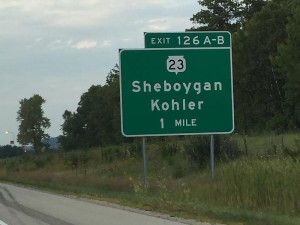 EXIT 126 A-B
23
Sheboygan
Kohler
1 MILE